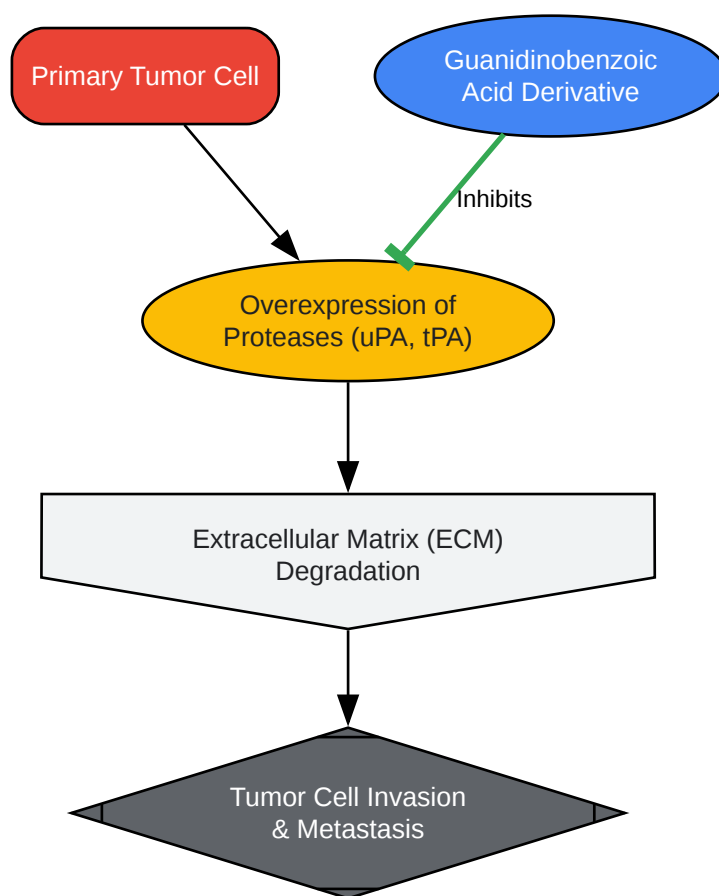 Primary Tumor Cell
Guanidinobenzoic
Acid Derivative
Inhibits
Overexpression of
Proteases (uPA, tPA)
Extracellular Matrix (ECM)
Degradation
Tumor Cell Invasion
& Metastasis